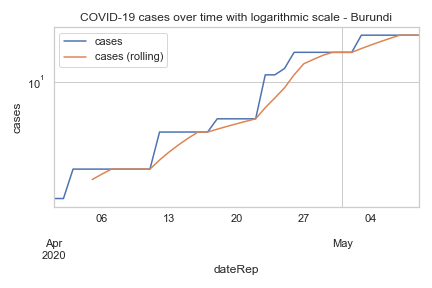 COVID-19 cases over time with logarithmic scale - Burundi
cases
cases (rolling)
10^1
cases
06
13
20
27
04
Apr
2020
May
dateRep